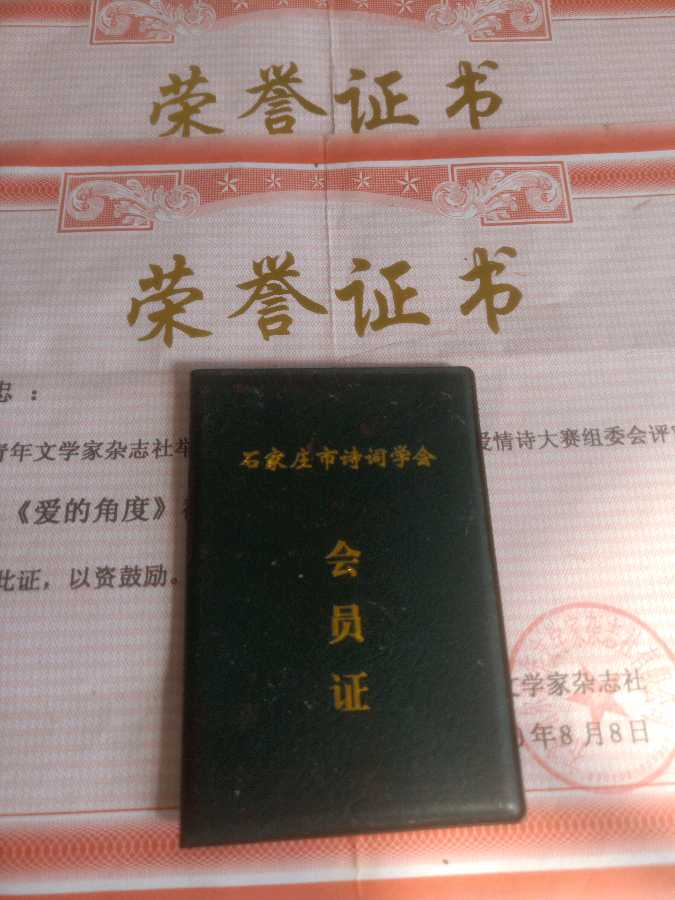 荣誉证书
荣誉证书
忠：
青年文学家杂志社举
爱情诗大赛组委会评
《爱的角度》
此证，以资鼓励。
石家庄市诗词学会
会
员
证
文学家杂志社
年8月8日